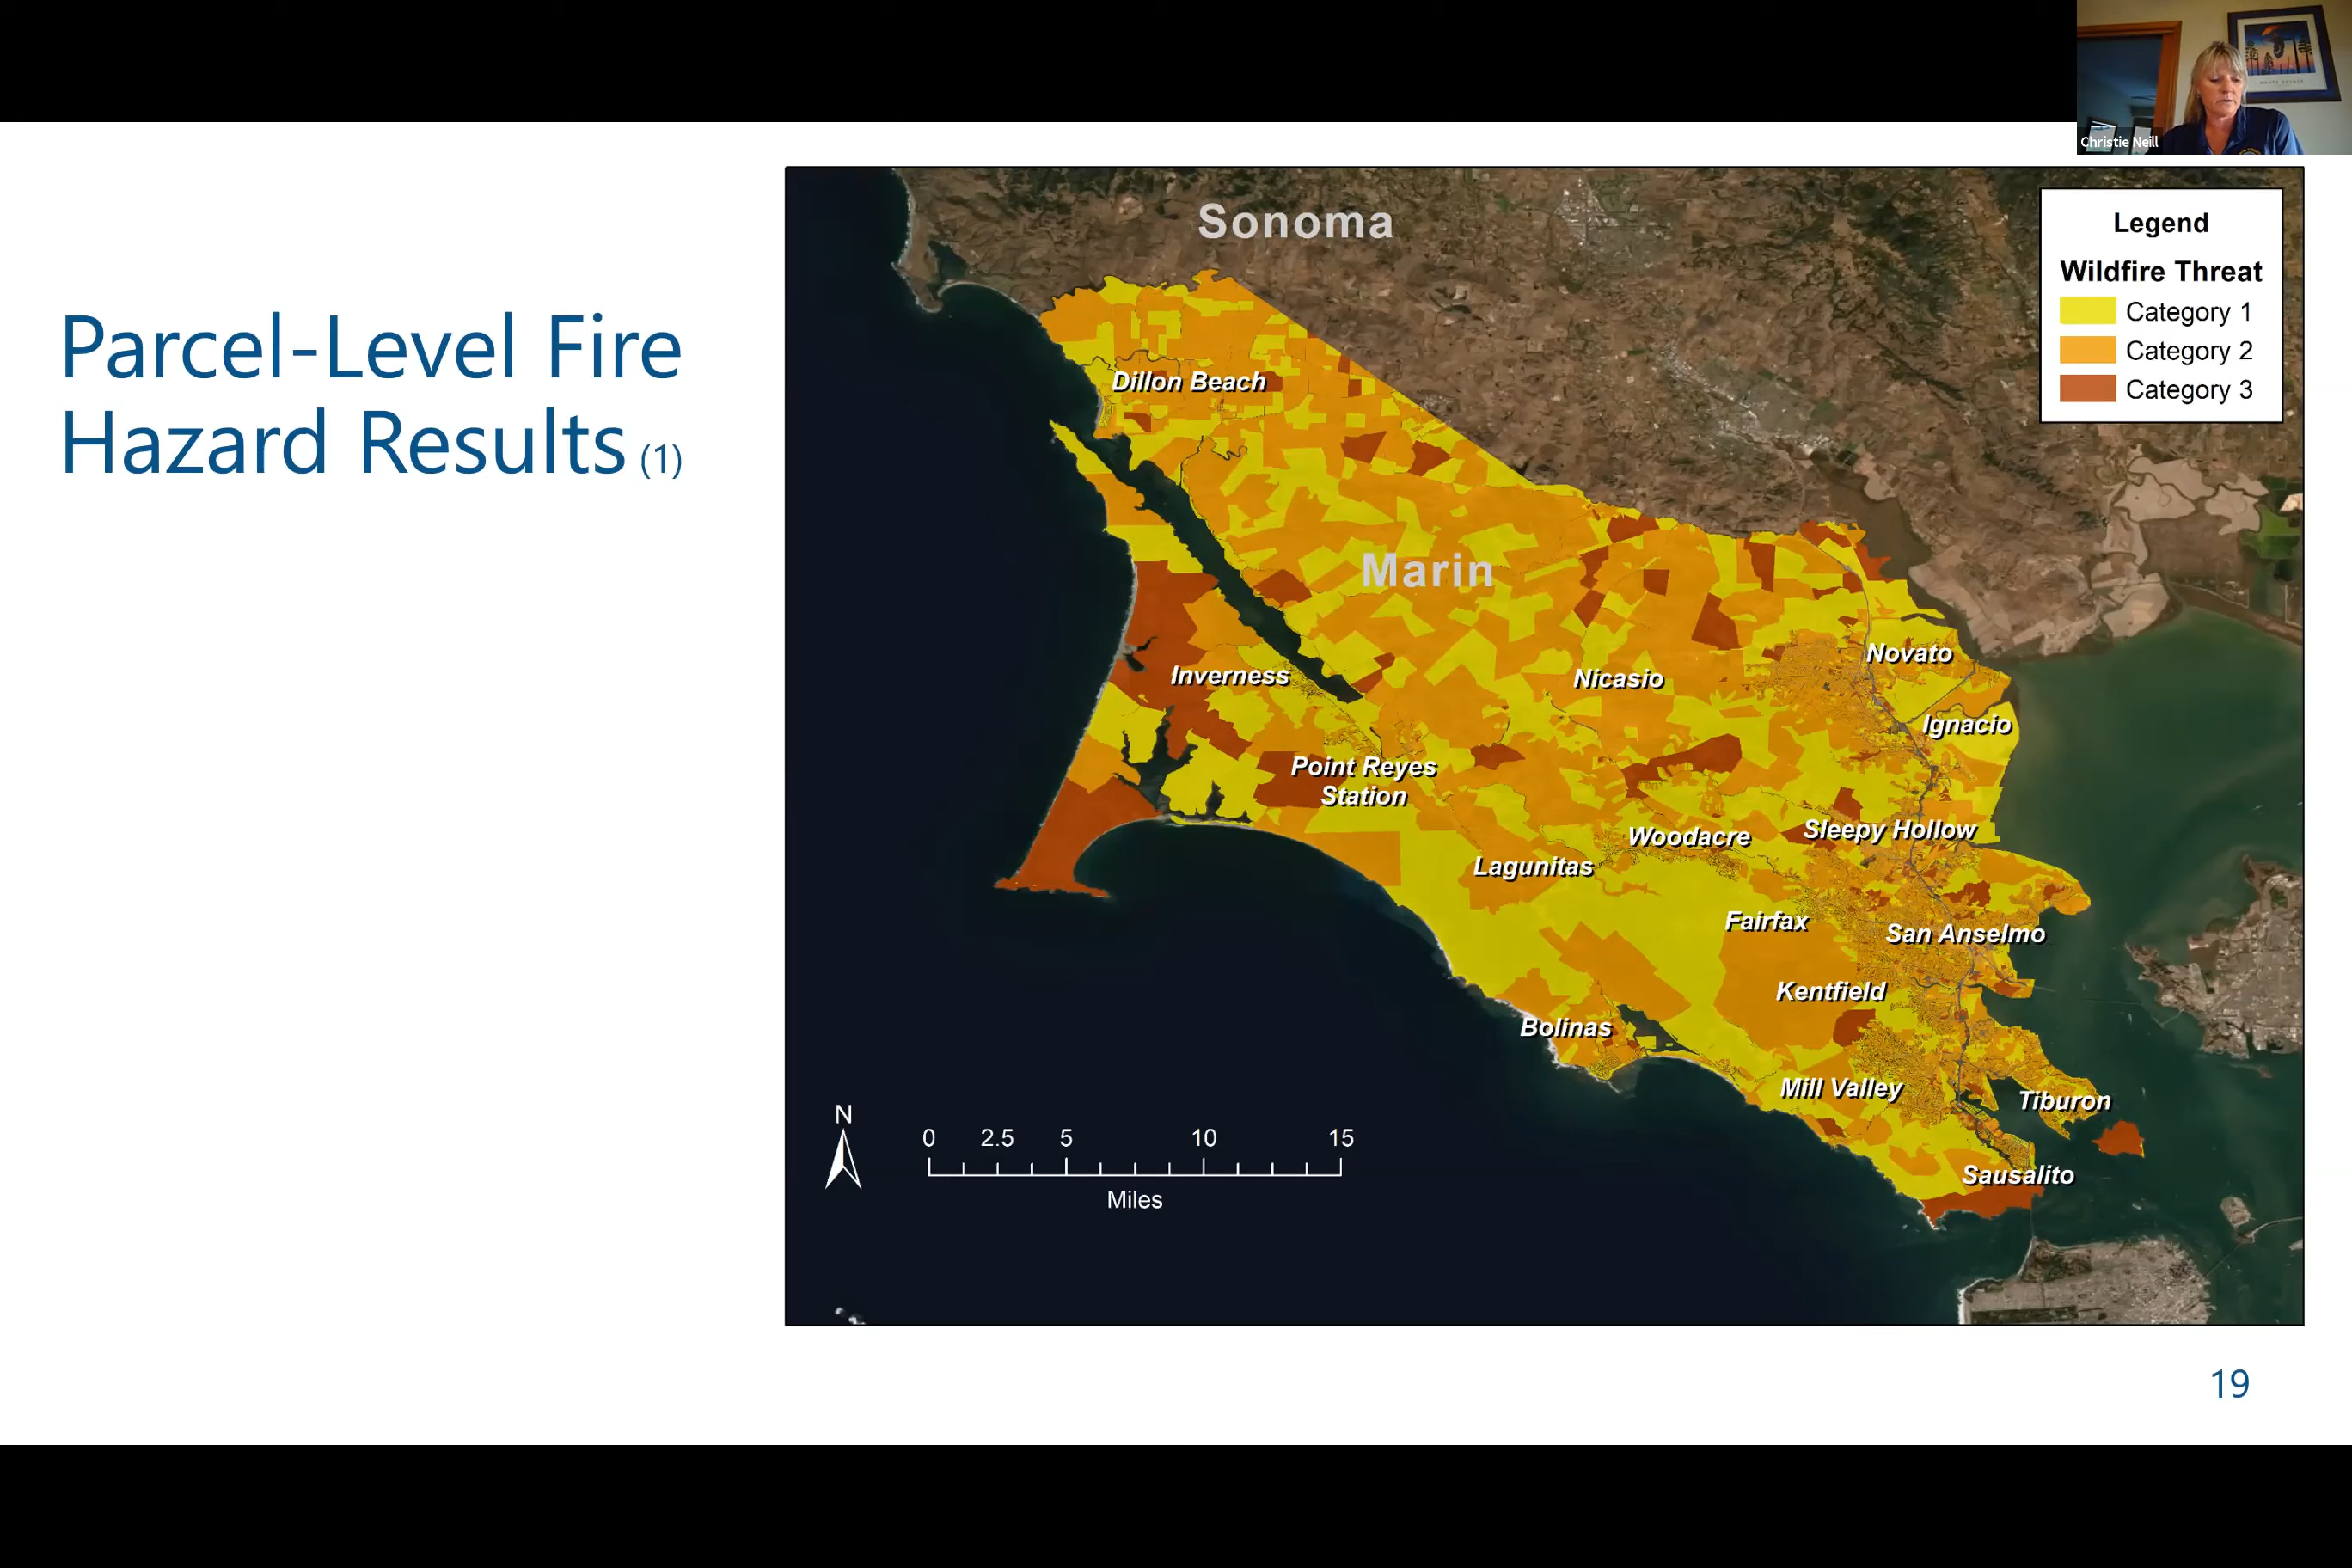 Christie Neill
Parcel-Level Fire
Hazard Results (1)
Sonoma
Legend
Wildfire Threat
Category 1
Category 2
Category 3
Dillon Beach
Marin
Inverness
Nicasio
Novato
Ignacio
Point Reyes
Station
Woodacre
Sleepy Hollow
Lagunitas
Fairfax
San Anselmo
Kentfield
Bolinas
Mill Valley
Tiburon
Sausalito
N
0 2.5 5 10 15
Miles
19